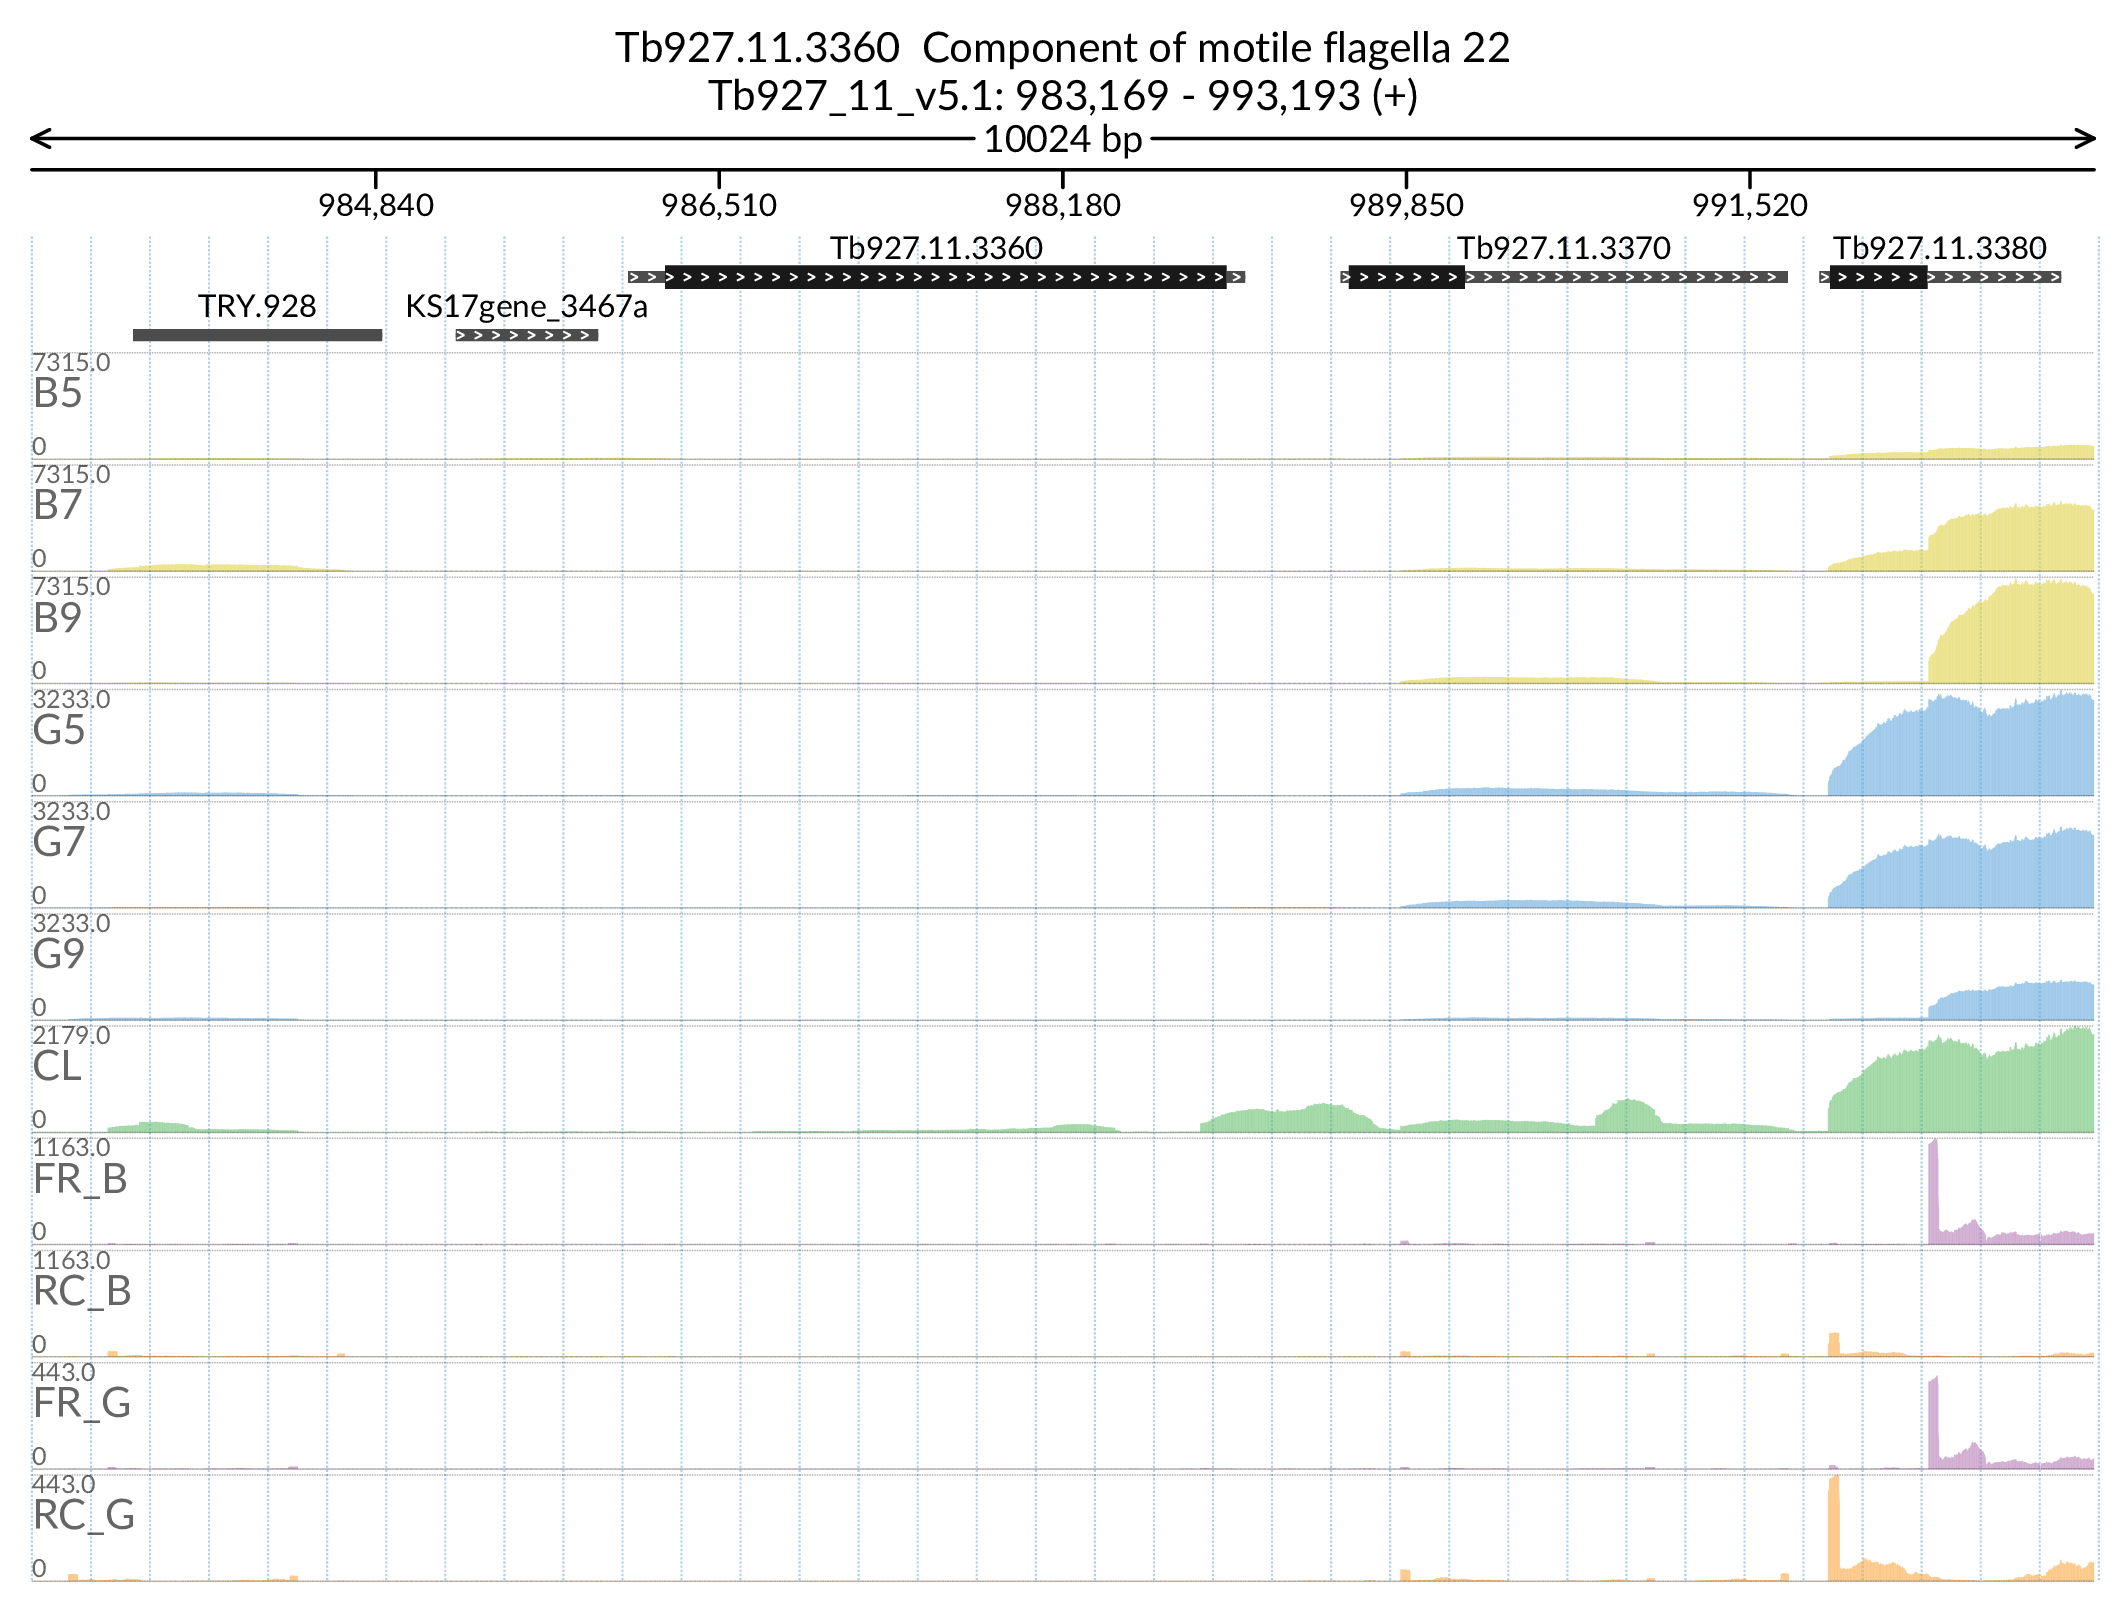 Tb927.11.3360  Component of motile flagella 22
Tb927_11_v5.1: 983,169 - 993,193 (+)
10024 bp
984,840 986,510 988,180 989,850 991,520
Tb927.11.3360 Tb927.11.3370 Tb927.11.3380
TRY.928 KS17gene_3467a
7315.0
B5
0
7315.0
B7
0
7315.0
B9
0
3233.0
G5
0
3233.0
G7
0
3233.0
G9
0
2179.0
CL
0
1163.0
FR_B
0
1163.0
RC_B
0
443.0
FR_G
0
443.0
RC_G
0